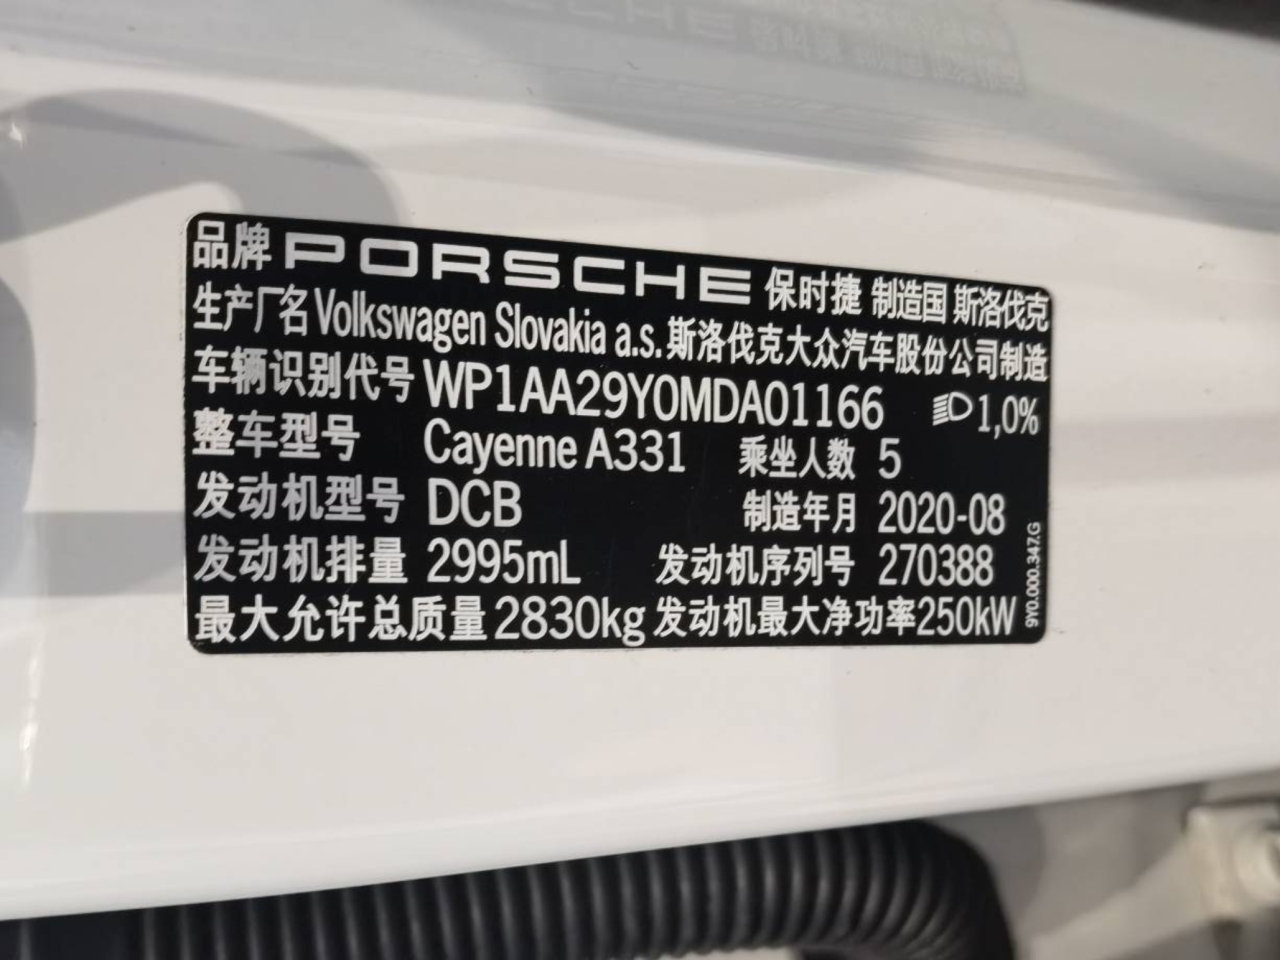 品牌 PORSCHE 保时捷 制造国 斯洛伐克
生产厂名 Volkswagen Slovakia a.s. 斯洛伐克大众汽车股份公司制造
车辆识别代号 WP1AA29Y0MDA01166 1,0%
整车型号 Cayenne A331 乘坐人数 5
发动机型号 DCB 制造年月 2020-08
发动机排量 2995mL 发动机序列号 270388
最大允许总质量 2830kg 发动机最大净功率 250kW
9Y0.000.347.G